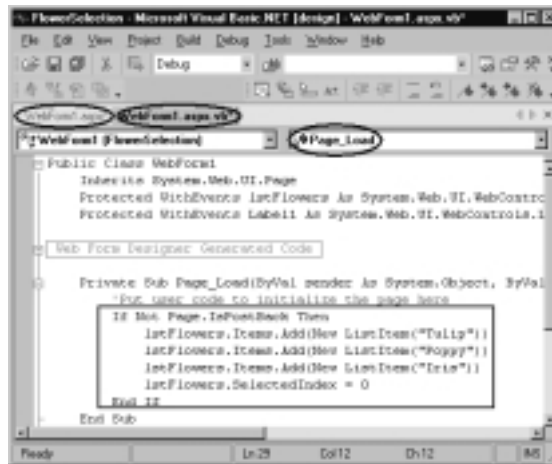 FlowerSelection - Microsoft Visual Basic.NET [design] - WebForm1.aspx.vb*
File Edit View Project Build Debug Tools Window Help
Debug
WebForm1.aspx WebForm1.aspx.vb*
WebForm1 (FlowerSelection) Page_Load
Public Class WebForm1
Inherits System.Web.UI.Page
Protected WithEvents lstFlowers As System.Web.UI.WebContro
Protected WithEvents Label1 As System.Web.UI.WebControls.
Web Form Designer Generated Code
Private Sub Page_Load(ByVal sender As System.Object, ByVal
'Put user code to initialize the page here
If Not Page.IsPostBack Then
lstFlowers.Items.Add(New ListItem("Tulip"))
lstFlowers.Items.Add(New ListItem("Poppy"))
lstFlowers.Items.Add(New ListItem("Iris"))
lstFlowers.SelectedIndex = 0
End If
End Sub
Ready Ln 29 Col 12 Ch 12 INS